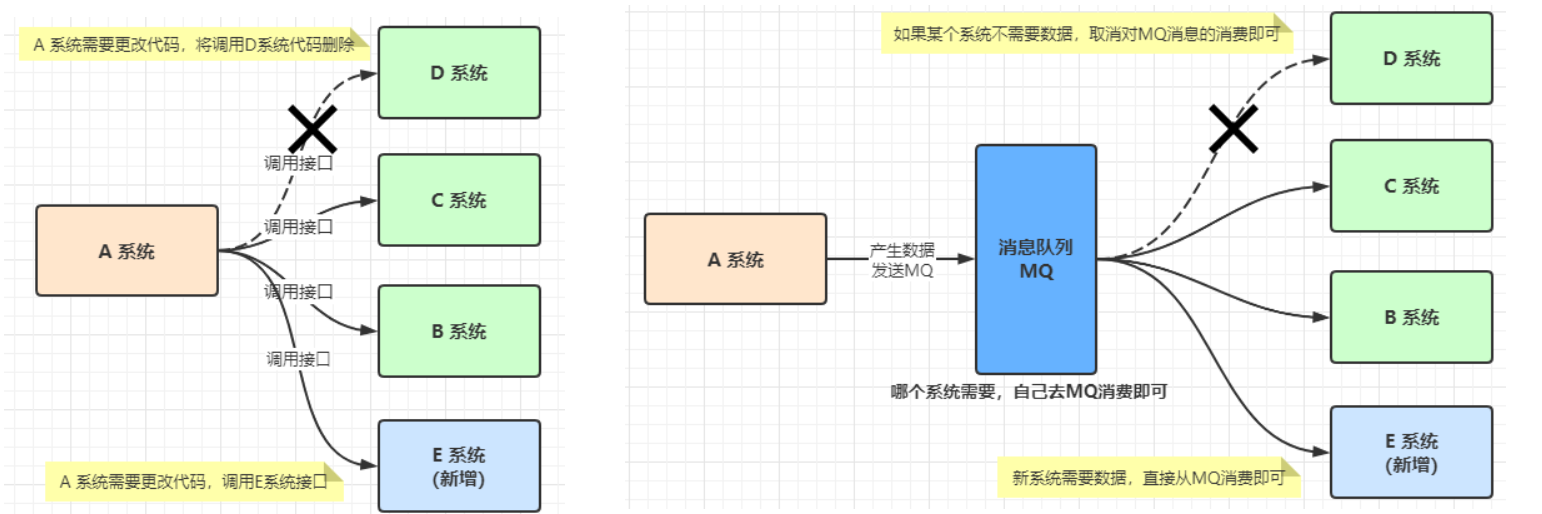 A 系统需要更改代码，将调用D系统代码删除
D 系统
调用接口
C 系统
调用接口
A 系统
调用接口
B 系统
调用接口
E 系统
(新增)
A 系统需要更改代码，调用E系统接口
如果某个系统不需要数据，取消对MQ消息的消费即可
D 系统
C 系统
A 系统
产生数据
发送MQ
消息队列
MQ
B 系统
哪个系统需要，自己去MQ消费即可
E 系统
(新增)
新系统需要数据，直接从MQ消费即可